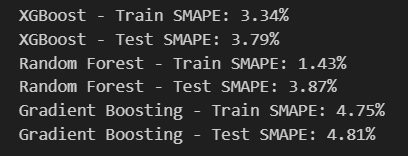 XGBoost - Train SMAPE: 3.34%
XGBoost - Test SMAPE: 3.79%
Random Forest - Train SMAPE: 1.43%
Random Forest - Test SMAPE: 3.87%
Gradient Boosting - Train SMAPE: 4.75%
Gradient Boosting - Test SMAPE: 4.81%